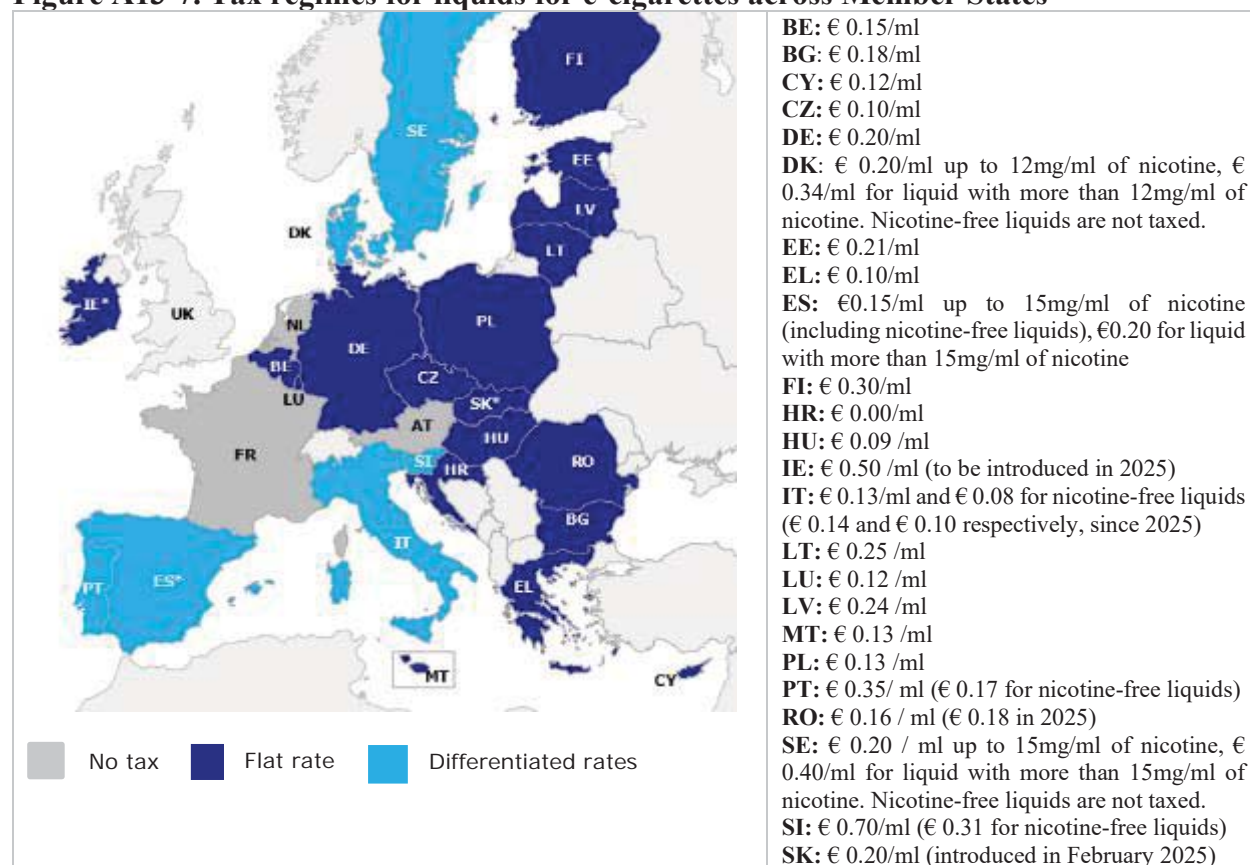 Figure A13-7: Tax regimes for liquids for e-cigarettes across Member States
FI
SE
EE
LV
DK
LT
IE*
UK
NL
PL
DE
BE
CZ
LU
SK*
AT
HU
FR
SI
HR
RO
BG
IT
PT
ES*
EL
MT
CY
No tax
Flat rate
Differentiated rates
BE: € 0.15/ml
BG: € 0.18/ml
CY: € 0.12/ml
CZ: € 0.10/ml
DE: € 0.20/ml
DK: € 0.20/ml up to 12mg/ml of nicotine, €
0.34/ml for liquid with more than 12mg/ml of
nicotine. Nicotine-free liquids are not taxed.
EE: € 0.21/ml
EL: € 0.10/ml
ES: €0.15/ml up to 15mg/ml of nicotine
(including nicotine-free liquids), €0.20 for liquid
with more than 15mg/ml of nicotine
FI: € 0.30/ml
HR: € 0.00/ml
HU: € 0.09 /ml
IE: € 0.50 /ml (to be introduced in 2025)
IT: € 0.13/ml and € 0.08 for nicotine-free liquids
(€ 0.14 and € 0.10 respectively, since 2025)
LT: € 0.25 /ml
LU: € 0.12 /ml
LV: € 0.24 /ml
MT: € 0.13 /ml
PL: € 0.13 /ml
PT: € 0.35/ ml (€ 0.17 for nicotine-free liquids)
RO: € 0.16 / ml (€ 0.18 in 2025)
SE: € 0.20 / ml up to 15mg/ml of nicotine, €
0.40/ml for liquid with more than 15mg/ml of
nicotine. Nicotine-free liquids are not taxed.
SI: € 0.70/ml (€ 0.31 for nicotine-free liquids)
SK: € 0.20/ml (introduced in February 2025)